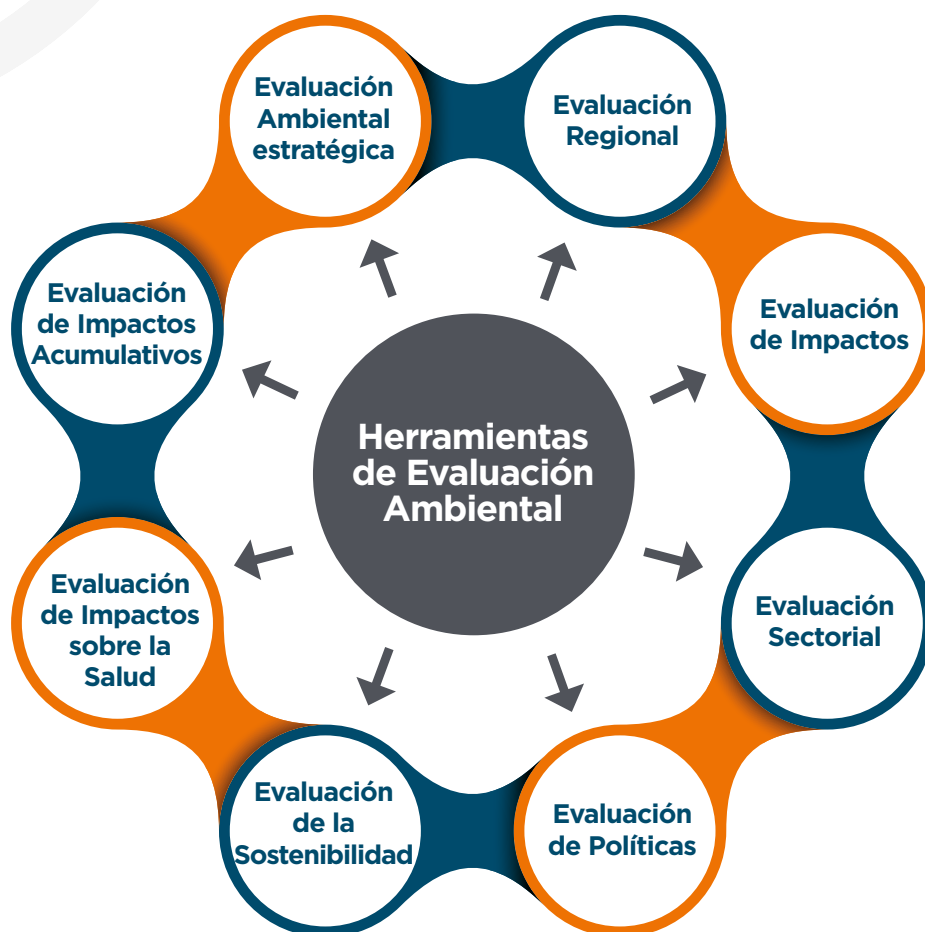 Evaluación
Ambiental
estratégica
Evaluación
Regional
Evaluación
de Impactos
Acumulativos
Evaluación
de Impactos
Herramientas
de Evaluación
Ambiental
Evaluación
de Impactos
sobre la
Salud
Evaluación
Sectorial
Evaluación
de la
Sostenibilidad
Evaluación
de Políticas